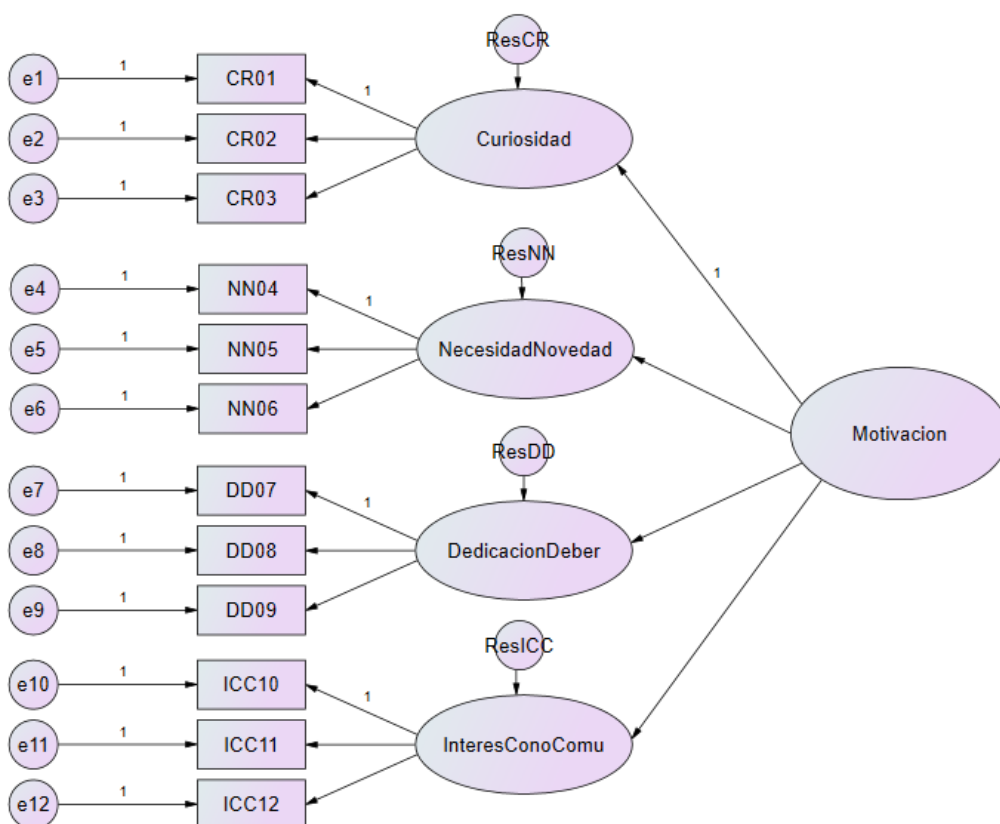 ResCR
e1
1
CR01
1
e2
1
CR02
Curiosidad
e3
1
CR03
ResNN
1
e4
1
NN04
1
e5
1
NN05
NecesidadNovedad
e6
1
NN06
Motivacion
ResDD
e7
1
DD07
1
e8
1
DD08
DedicacionDeber
e9
1
DD09
ResICC
e10
1
ICC10
1
e11
1
ICC11
InteresConoComu
e12
1
ICC12